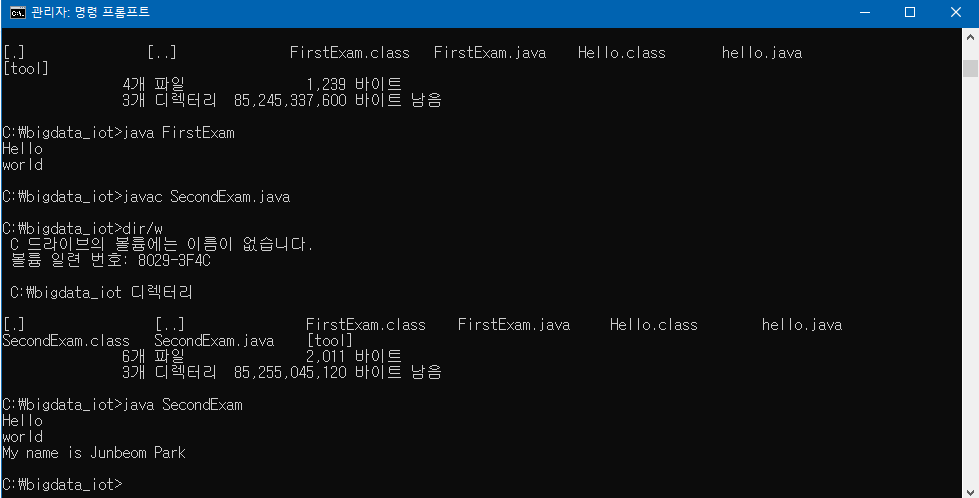 관리자: 명령 프롬프트
[.] [..] FirstExam.class FirstExam.java Hello.class hello.java
[tool]
4개 파일 1,239 바이트
3개 디렉터리 85,245,337,600 바이트 남음
C:₩bigdata_iot>java FirstExam
Hello
world
C:₩bigdata_iot>javac SecondExam.java
C:₩bigdata_iot>dir/w
C 드라이브의 볼륨에는 이름이 없습니다.
볼륨 일련 번호: 8029-3F4C
C:₩bigdata_iot 디렉터리
[.] [..] FirstExam.class FirstExam.java Hello.class hello.java
SecondExam.class SecondExam.java [tool]
6개 파일 2,011 바이트
3개 디렉터리 85,255,045,120 바이트 남음
C:₩bigdata_iot>java SecondExam
Hello
world
My name is Junbeom Park
C:₩bigdata_iot>